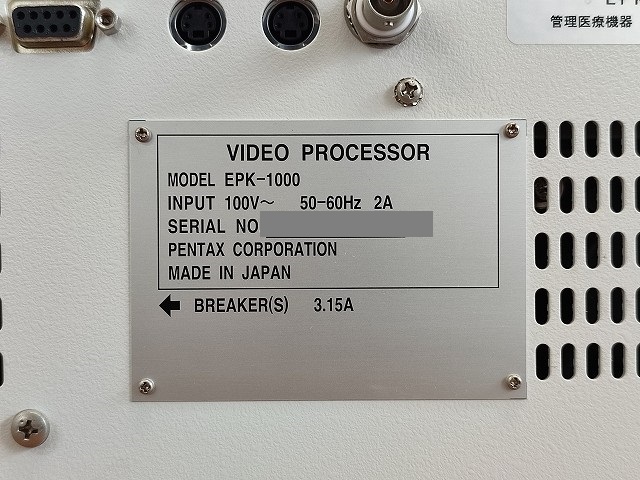 管理医療機器
VIDEO PROCESSOR
MODEL EPK-1000
INPUT 100V~ 50-60Hz 2A
SERIAL NO
PENTAX CORPORATION
MADE IN JAPAN
BREAKER(S) 3.15A